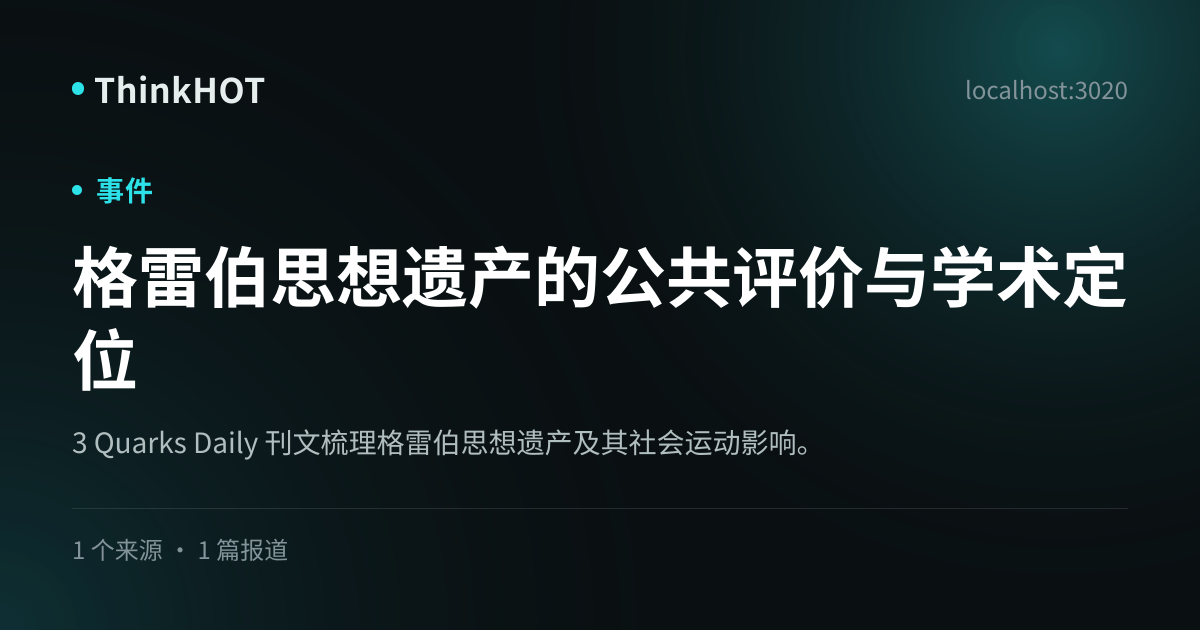 ThinkHOT
localhost:3020
事件
格雷伯思想遗产的公共评价与学术定
位
3 Quarks Daily 刊文梳理格雷伯思想遗产及其社会运动影响。
1 个来源 · 1 篇报道